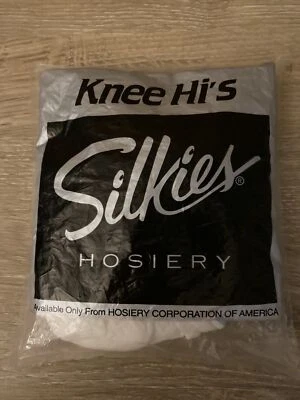 Knee Hi's
Silkies®
HOSIERY
Available Only From HOSIERY CORPORATION OF AMERICA